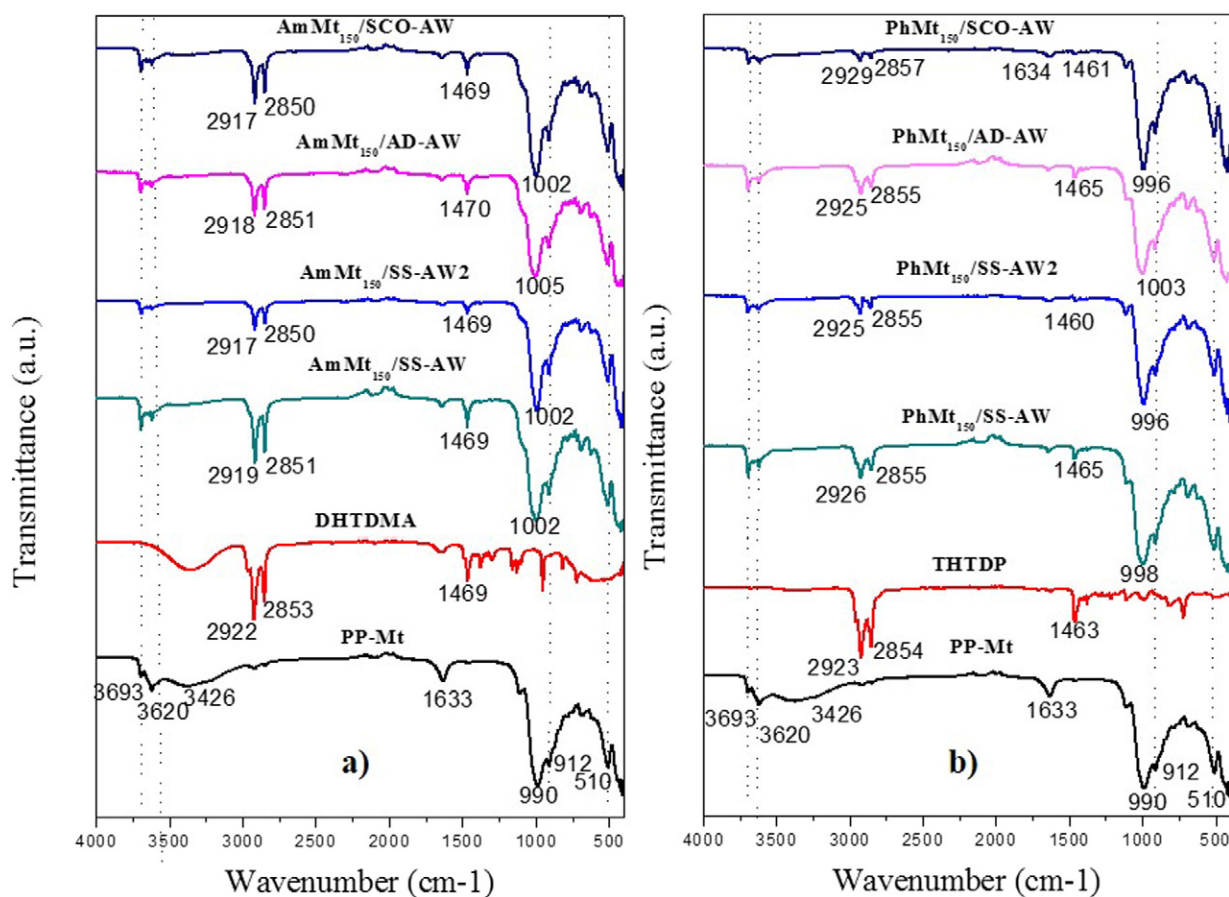 Transmittance (a.u.)
AmMt150/SCO-AW
2917 2850 1469 1002
AmMt150/AD-AW
2918 2851 1470 1005
AmMt150/SS-AW2
2917 2850 1469 1002
AmMt150/SS-AW
2919 2851 1469 1002
DHTDMA
2922 2853 1469
PP-Mt
3693 3620 3426 1633 990 912 510
a)
4000 3500 3000 2500 2000 1500 1000 500
Wavenumber (cm-1)
Transmittance (a.u.)
PhMt150/SCO-AW
2929 2857 1634 1461 996
PhMt150/AD-AW
2925 2855 1465 1003
PhMt150/SS-AW2
2925 2855 1460 996
PhMt150/SS-AW
2926 2855 1465 998
THTDP
2923 2854 1463
PP-Mt
3693 3620 3426 1633 990 912 510
b)
4000 3500 3000 2500 2000 1500 1000 500
Wavenumber (cm-1)